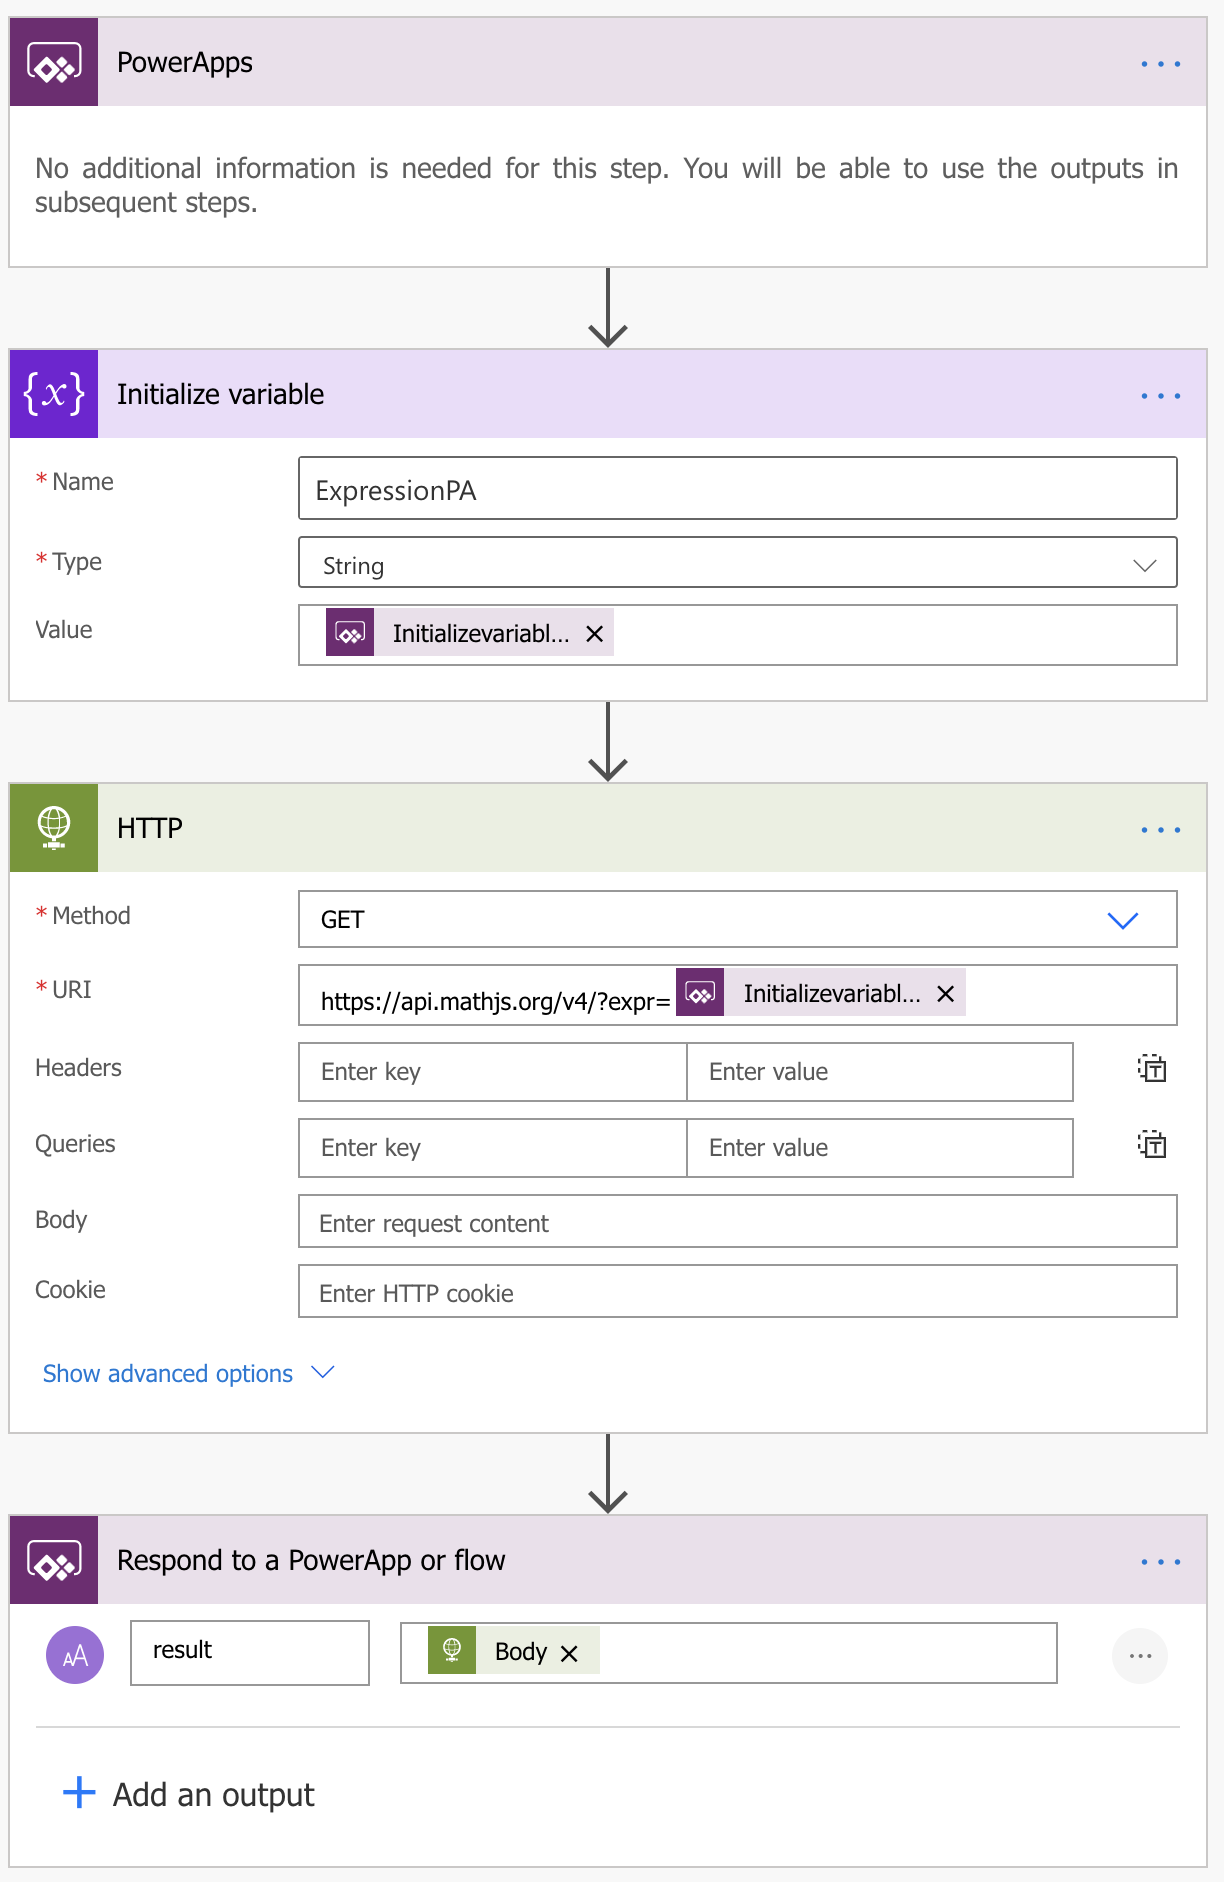 PowerApps
No additional information is needed for this step. You will be able to use the outputs in
subsequent steps.
{x} Initialize variable
* Name ExpressionPA
* Type String
Value Initializevariabl...
HTTP
* Method GET
* URI https://api.mathjs.org/v4/?expr= Initializevariabl...
Headers Enter key Enter value
Queries Enter key Enter value
Body Enter request content
Cookie Enter HTTP cookie
Show advanced options
Respond to a PowerApp or flow
AA result Body
Add an output